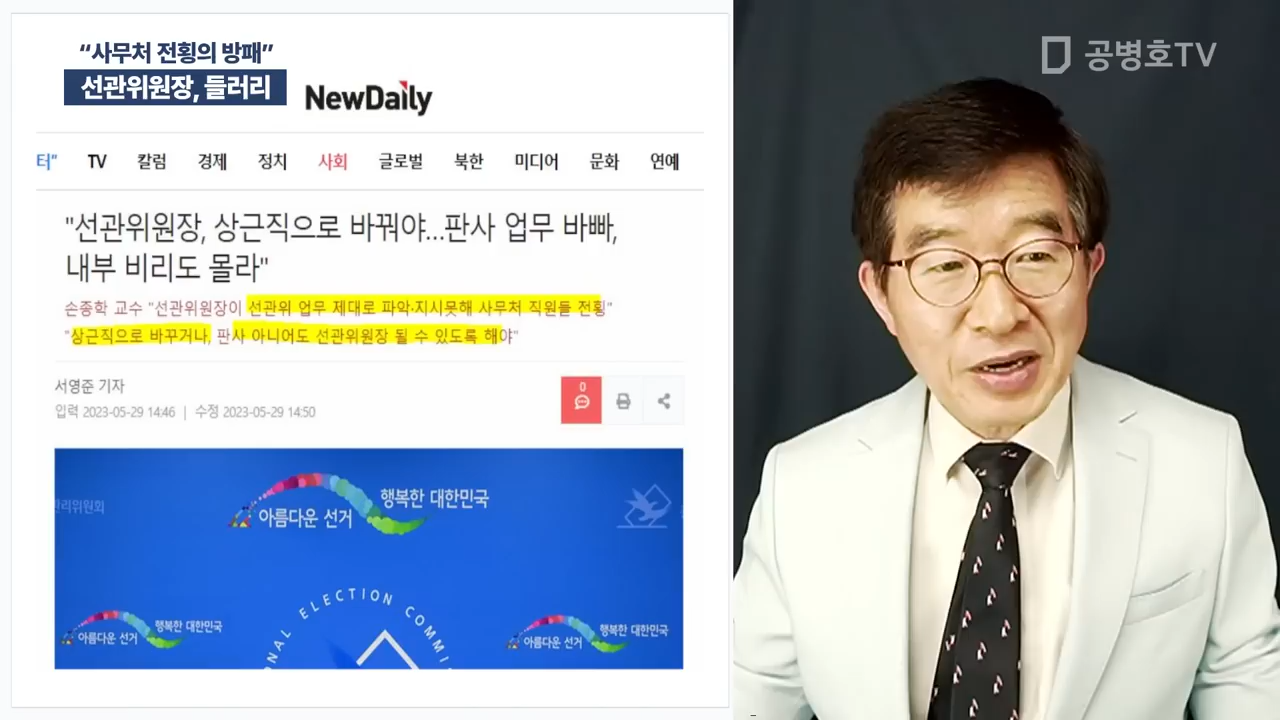 “사무처 전횡의 방패”
선관위원장, 들러리
NewDaily
공병호TV
터" TV 칼럼 경제 정치 사회 글로벌 북한 미디어 문화 연예
"선관위원장, 상근직으로 바꿔야...판사 업무 바빠,
내부 비리도 몰라"
손종학 교수 "선관위원장이 선관위 업무 제대로 파악·지시못해 사무처 직원들 전횡"
"상근직으로 바꾸거나, 판사 아니어도 선관위원장 될 수 있도록 해야"
서영준 기자
입력 2023-05-29 14:46 | 수정 2023-05-29 14:50
0
관리위원회
아름다운 선거 행복한 대한민국
NAL ELECTION COMMI
아름다운 선거 행복한 대한민국
아름다운 선거 행복한 대한민국